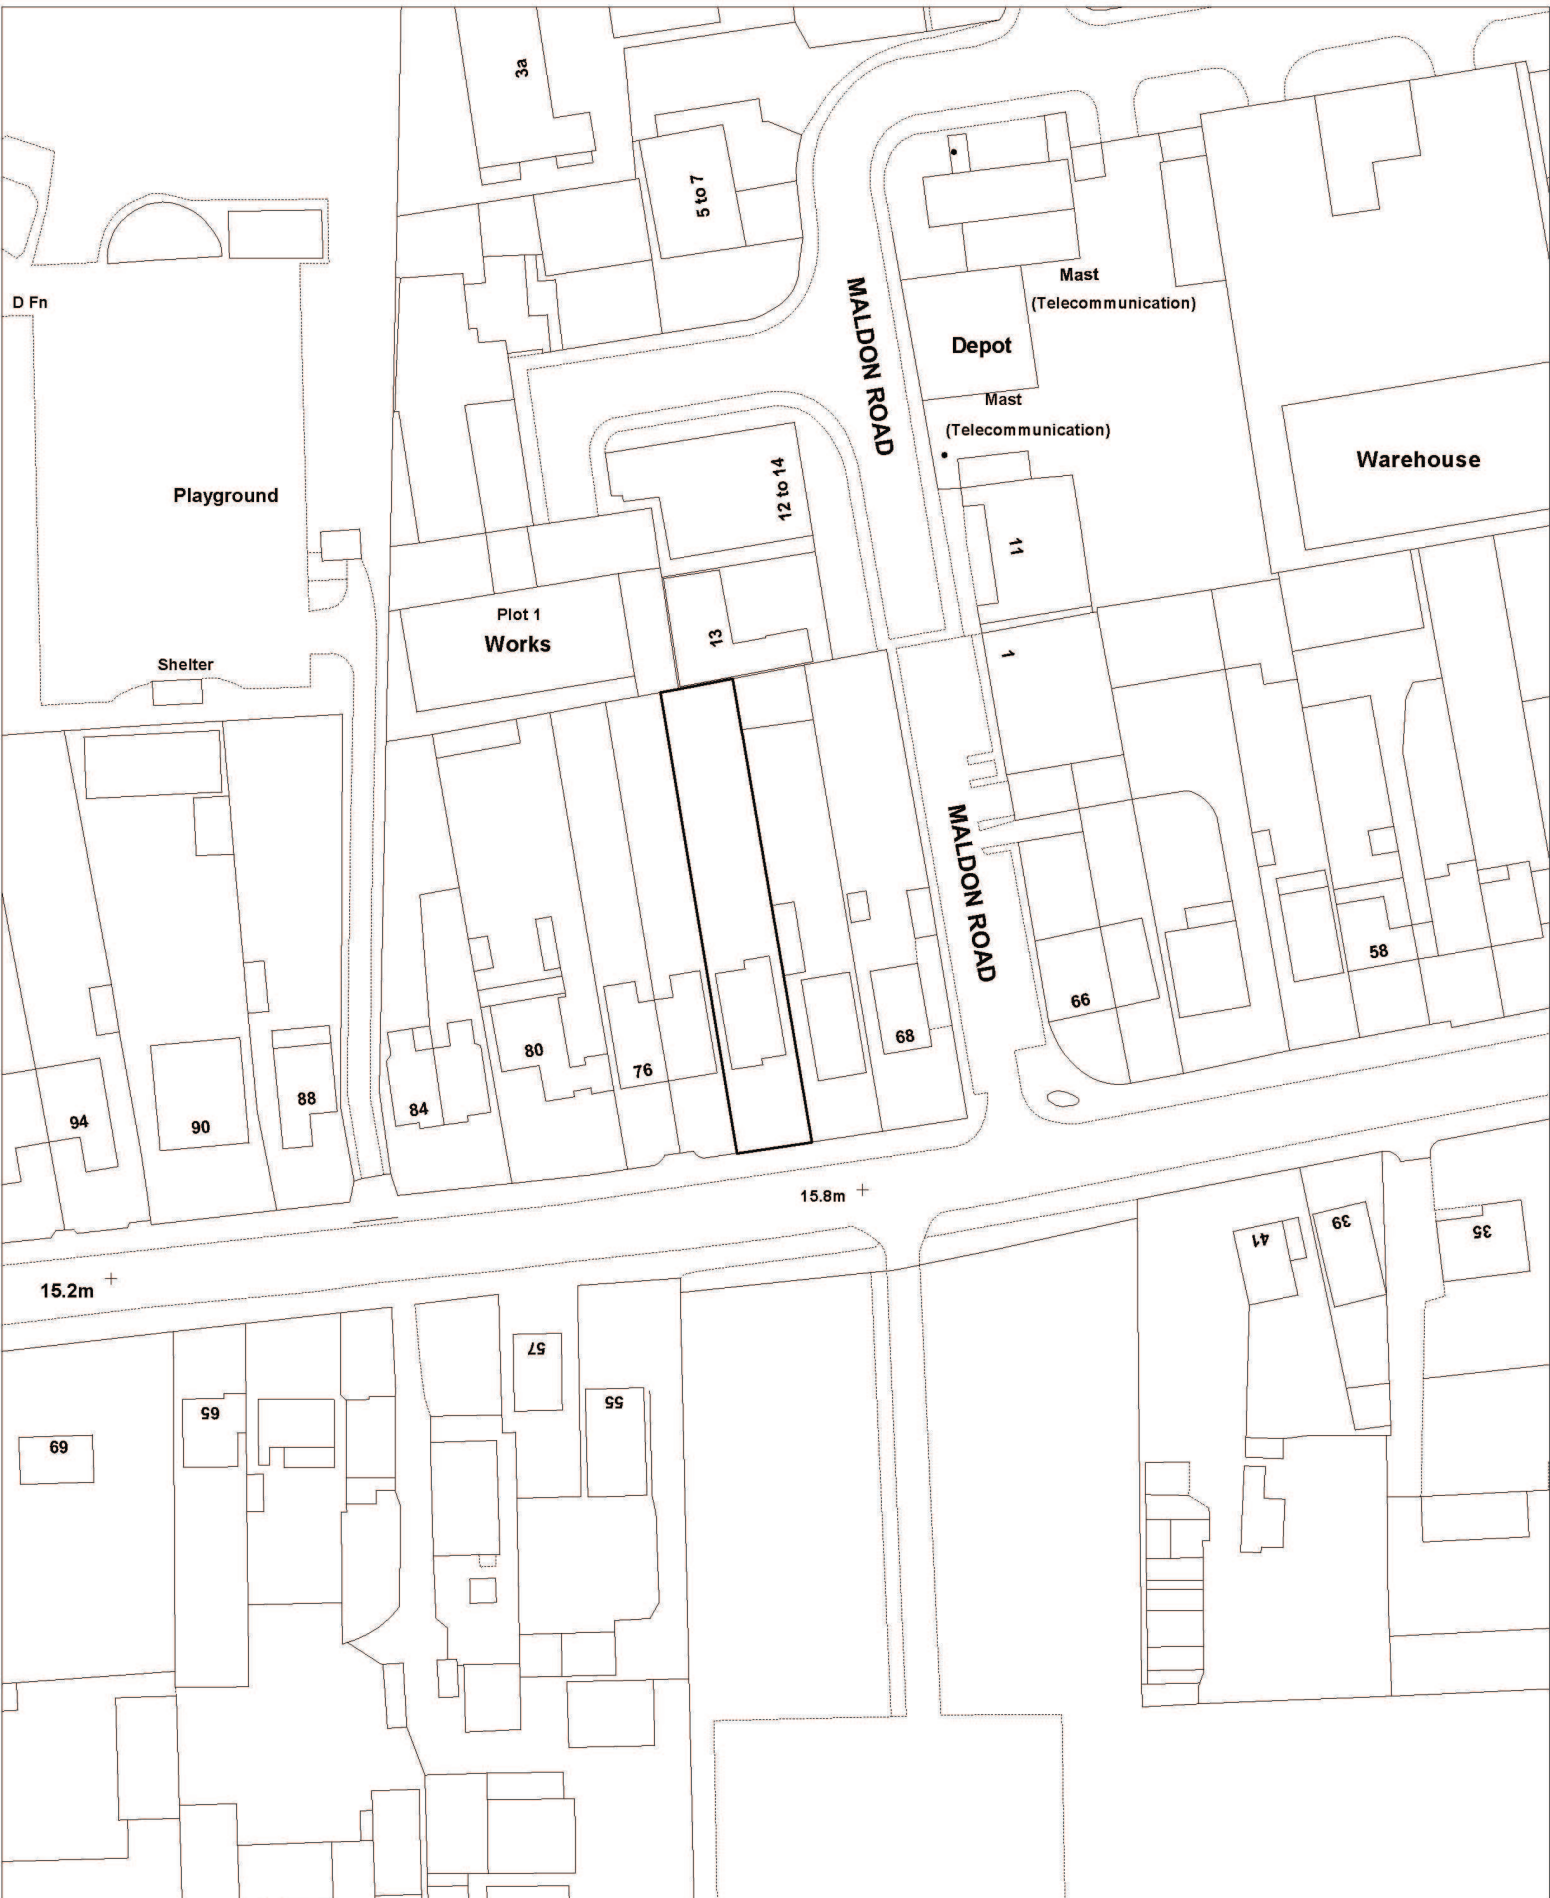 3a
5 to 7
D Fn
MALDON ROAD
Mast
(Telecommunication)
Depot
Mast
(Telecommunication)
Warehouse
Playground
12 to 14
11
Plot 1
Works
13
1
Shelter
MALDON ROAD
58
66
68
80
76
84
88
90
94
15.8m
15.2m
41
39
35
57
55
65
69